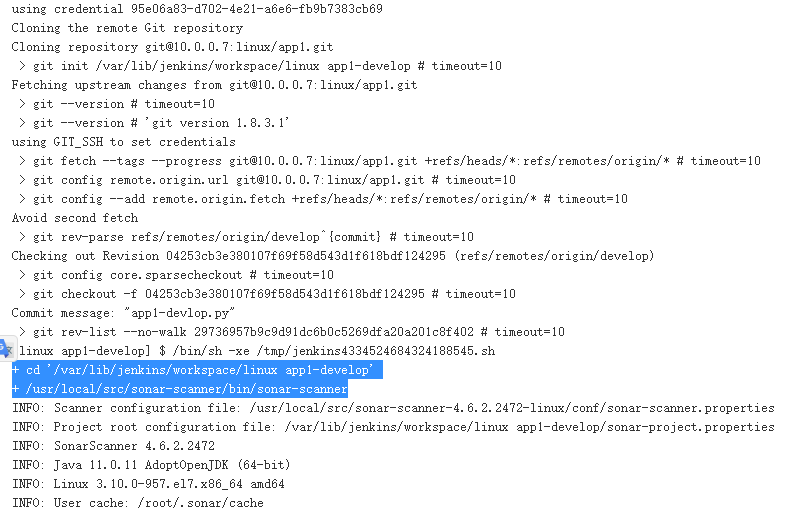 using credential 95e06a83-d702-4e21-a6e6-fb9b7383cb69
Cloning the remote Git repository
Cloning repository git@10.0.0.7:linux/app1.git
 > git init /var/lib/jenkins/workspace/linux app1-develop # timeout=10
Fetching upstream changes from git@10.0.0.7:linux/app1.git
 > git --version # timeout=10
 > git --version # 'git version 1.8.3.1'
using GIT_SSH to set credentials
 > git fetch --tags --progress git@10.0.0.7:linux/app1.git +refs/heads/*:refs/remotes/origin/* # timeout=10
 > git config remote.origin.url git@10.0.0.7:linux/app1.git # timeout=10
 > git config --add remote.origin.fetch +refs/heads/*:refs/remotes/origin/* # timeout=10
Avoid second fetch
 > git rev-parse refs/remotes/origin/develop^{commit} # timeout=10
Checking out Revision 04253cb3e380107f69f58d543d1f618bdf124295 (refs/remotes/origin/develop)
 > git config core.sparsecheckout # timeout=10
 > git checkout -f 04253cb3e380107f69f58d543d1f618bdf124295 # timeout=10
Commit message: "app1-devlop.py"
 > git rev-list --no-walk 29736957b9c9d91dc6b0c5269dfa20a201c8f402 # timeout=10
linux app1-develop] $ /bin/sh -xe /tmp/jenkins4334524684324188545.sh
+ cd '/var/lib/jenkins/workspace/linux app1-develop'
+ /usr/local/src/sonar-scanner/bin/sonar-scanner
INFO: Scanner configuration file: /usr/local/src/sonar-scanner-4.6.2.2472-linux/conf/sonar-scanner.properties
INFO: Project root configuration file: /var/lib/jenkins/workspace/linux app1-develop/sonar-project.properties
INFO: SonarScanner 4.6.2.2472
INFO: Java 11.0.11 AdoptOpenJDK (64-bit)
INFO: Linux 3.10.0-957.el7.x86_64 amd64
INFO: User cache: /root/.sonar/cache